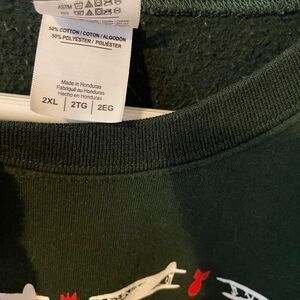 ASTM
50% COTTON / COTON / ALGODÓN
50% POLYESTER / POLIÉSTER
Made in Honduras
Fabriqué au Honduras
Hecho en Honduras
2XL | 2TG | 2EG